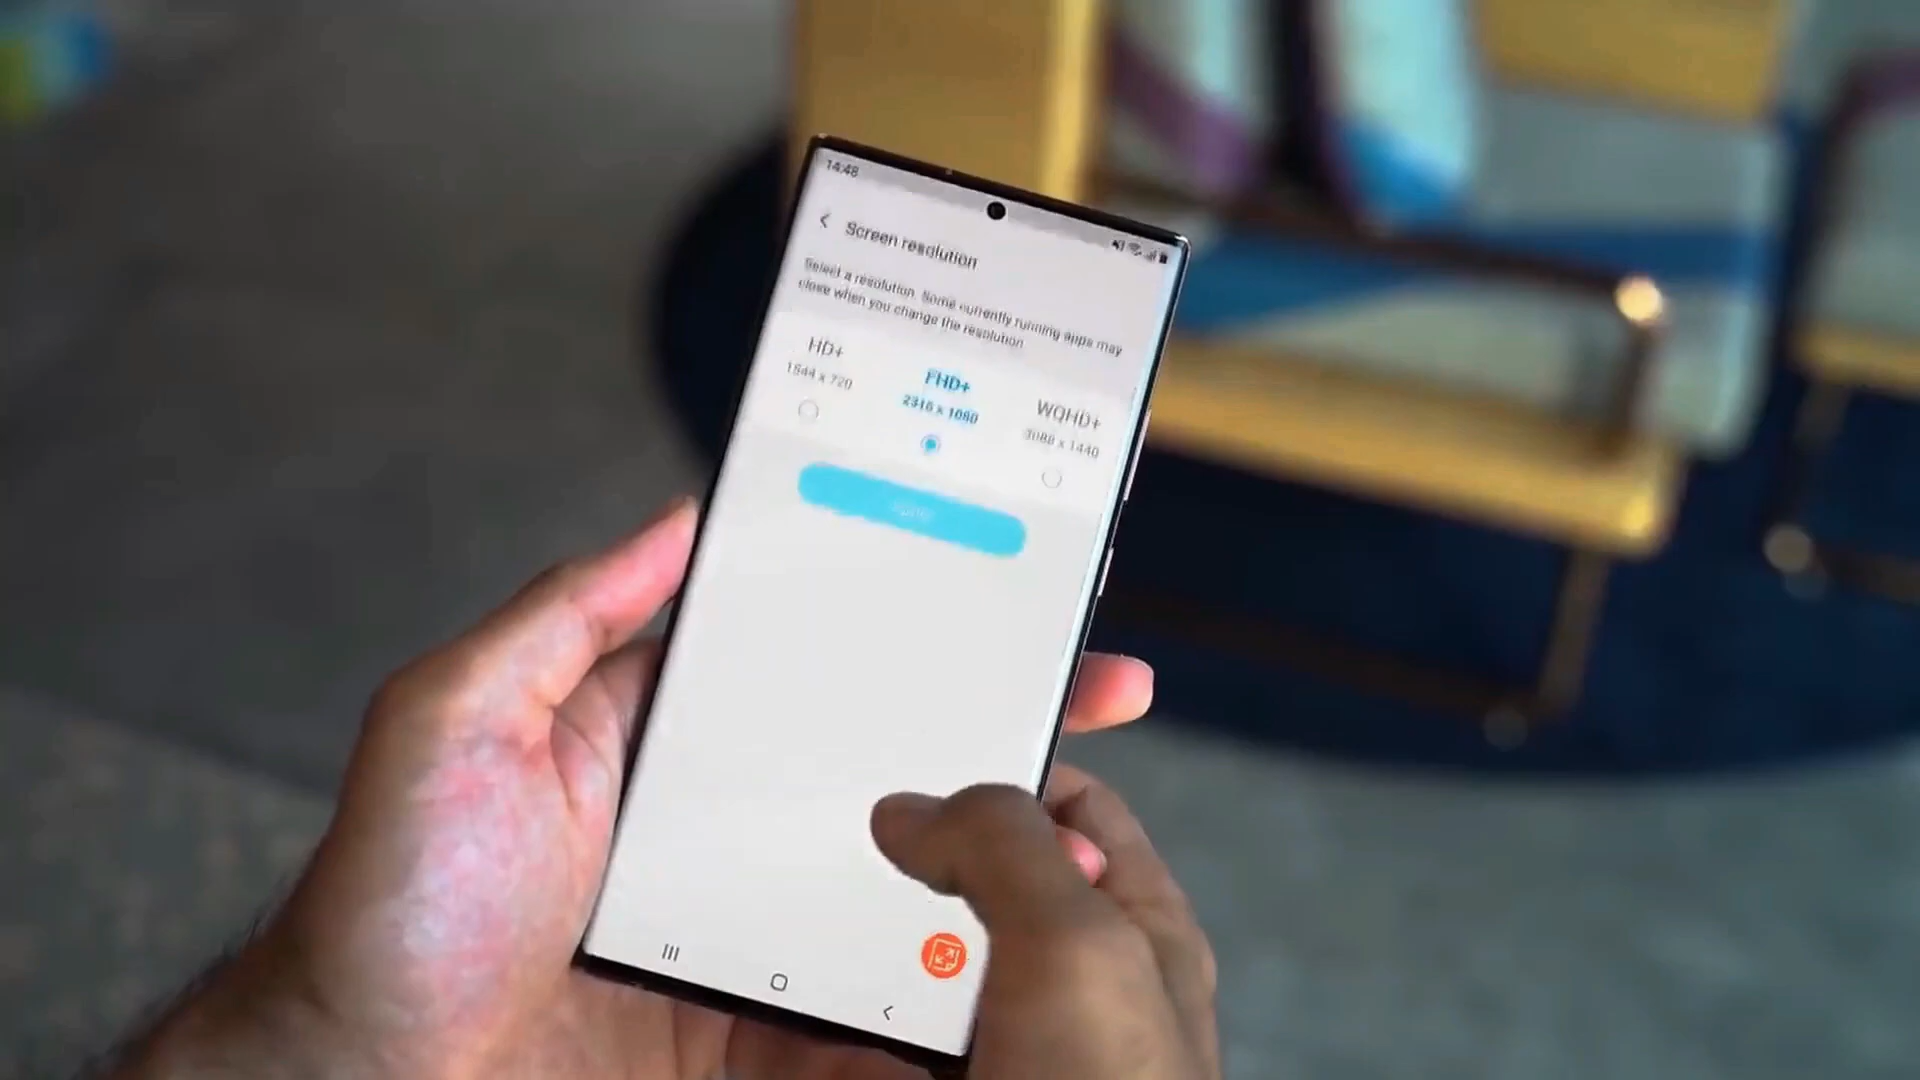 14:48
Screen resolution
Select a resolution. Some currently running apps may
close when you change the resolution.
HD+
1544 x 720
FHD+
2316 x 1080
WQHD+
3088 x 1440